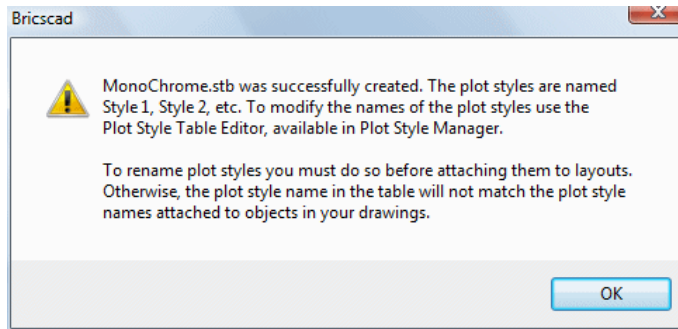 Bricscad
MonoChrome.stb was successfully created. The plot styles are named
Style 1, Style 2, etc. To modify the names of the plot styles use the
Plot Style Table Editor, available in Plot Style Manager.
To rename plot styles you must do so before attaching them to layouts.
Otherwise, the plot style name in the table will not match the plot style
names attached to objects in your drawings.
OK